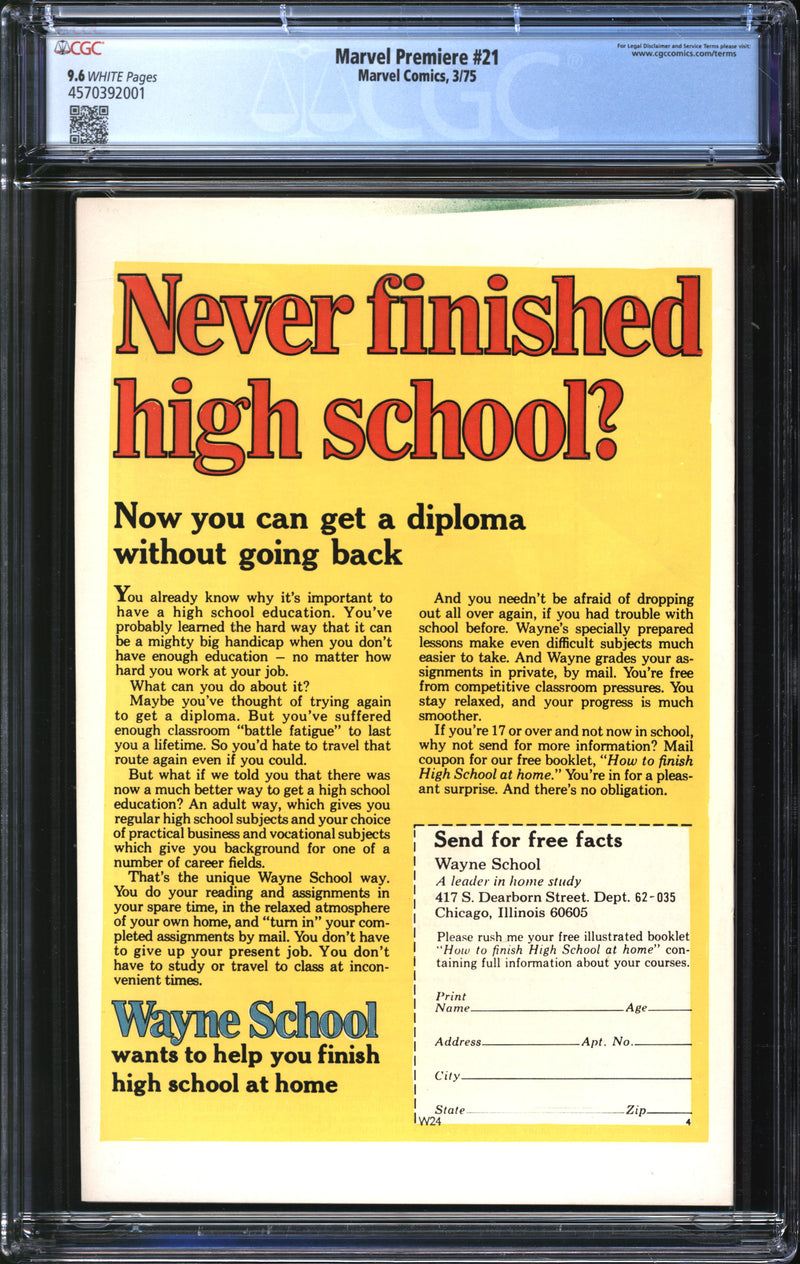 CGC
9.6 WHITE Pages
4570392001
Marvel Premiere #21
Marvel Comics, 3/75
For Legal Disclaimer and Service Terms please visit:
www.cgccomics.com/terms
CGC®
Never finished
high school?
Now you can get a diploma
without going back
You already know why it's important to
have a high school education. You've
probably learned the hard way that it can
be a mighty big handicap when you don't
have enough education — no matter how
hard you work at your job.
What can you do about it?
Maybe you've thought of trying again
to get a diploma. But you've suffered
enough classroom "battle fatigue" to last
you a lifetime. So you'd hate to travel that
route again even if you could.
But what if we told you that there was
now a much better way to get a high school
education? An adult way, which gives you
regular high school subjects and your choice
of practical business and vocational subjects
which give you background for one of a
number of career fields.
That's the unique Wayne School way.
You do your reading and assignments in
your spare time, in the relaxed atmosphere
of your own home, and "turn in" your com-
pleted assignments by mail. You don't have
to give up your present job. You don't
have to study or travel to class at incon-
venient times.
Wayne School
wants to help you finish
high school at home
And you needn't be afraid of dropping
out all over again, if you had trouble with
school before. Wayne's specially prepared
lessons make even difficult subjects much
easier to take. And Wayne grades your as-
signments in private, by mail. You're free
from competitive classroom pressures. You
stay relaxed, and your progress is much
smoother.
If you're 17 or over and not now in school,
why not send for more information? Mail
coupon for our free booklet, "How to finish
High School at home." You're in for a pleas-
ant surprise. And there's no obligation.
Send for free facts
Wayne School
A leader in home study
417 S. Dearborn Street. Dept. 62-035
Chicago, Illinois 60605
Please rush me your free illustrated booklet
"How to finish High School at home" con-
taining full information about your courses.
Print
Name Age
Address Apt. No.
City
State Zip
W24 4